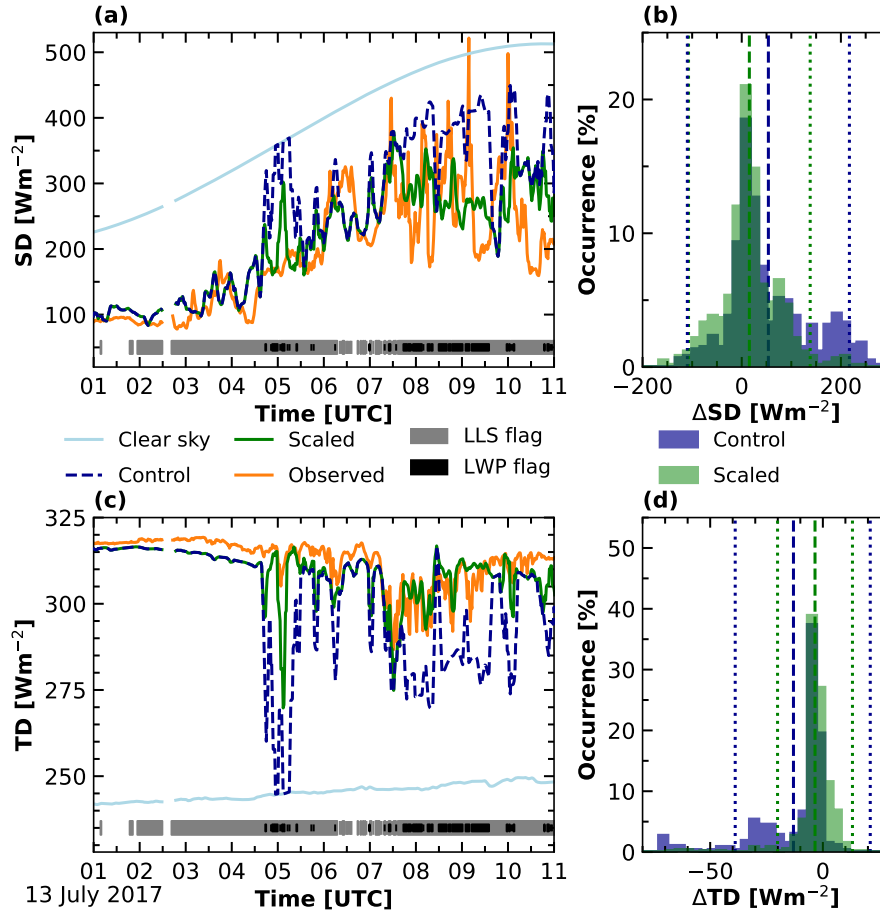 (a)
(b)
SD [Wm⁻²]
500
400
300
200
100
01 02 03 04 05 06 07 08 09 10 11
Time [UTC]
Occurrence [%]
20
10
0
−200 0 200
ΔSD [Wm⁻²]
Clear sky
Control
Scaled
Observed
LLS flag
LWP flag
Control
Scaled
(c)
(d)
TD [Wm⁻²]
325
300
275
250
01 02 03 04 05 06 07 08 09 10 11
Time [UTC]
Occurrence [%]
50
40
30
20
10
0
−50 0
ΔTD [Wm⁻²]
13 July 2017